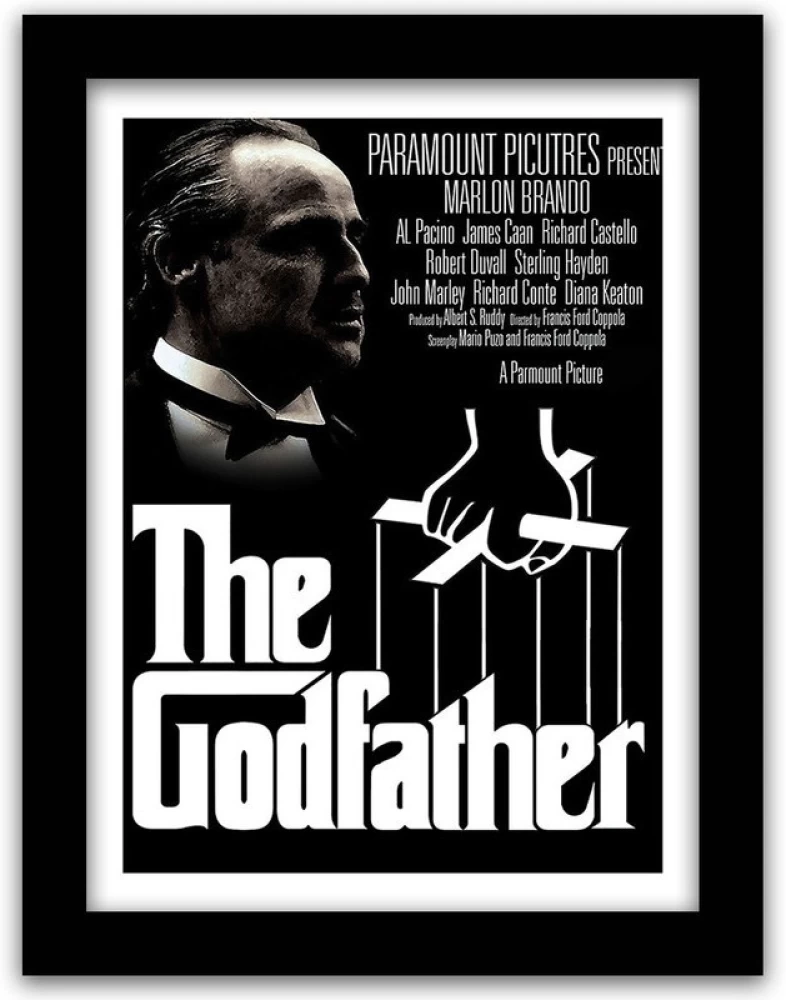 PARAMOUNT PICUTRES PRESENT
MARLON BRANDO
AL Pacino James Caan Richard Castello
Robert Duvall Sterling Hayden
John Marley Richard Conte Diana Keaton
Produced by Albert S. Ruddy Directed by Francis Ford Coppola
Screenplay Mario Puzo and Francis Ford Coppola
A Parmount Picture
The
Godfather